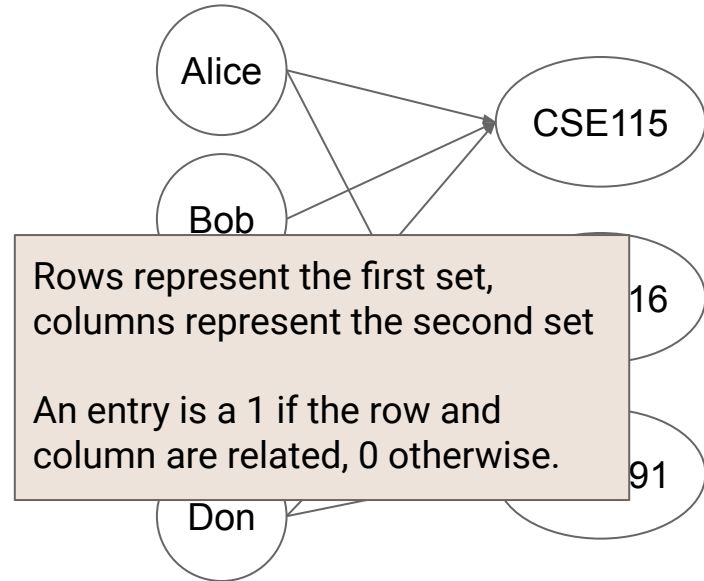 Alice
CSE115
Bob
Rows represent the first set,
columns represent the second set
16
An entry is a 1 if the row and
column are related, 0 otherwise.
91
Don